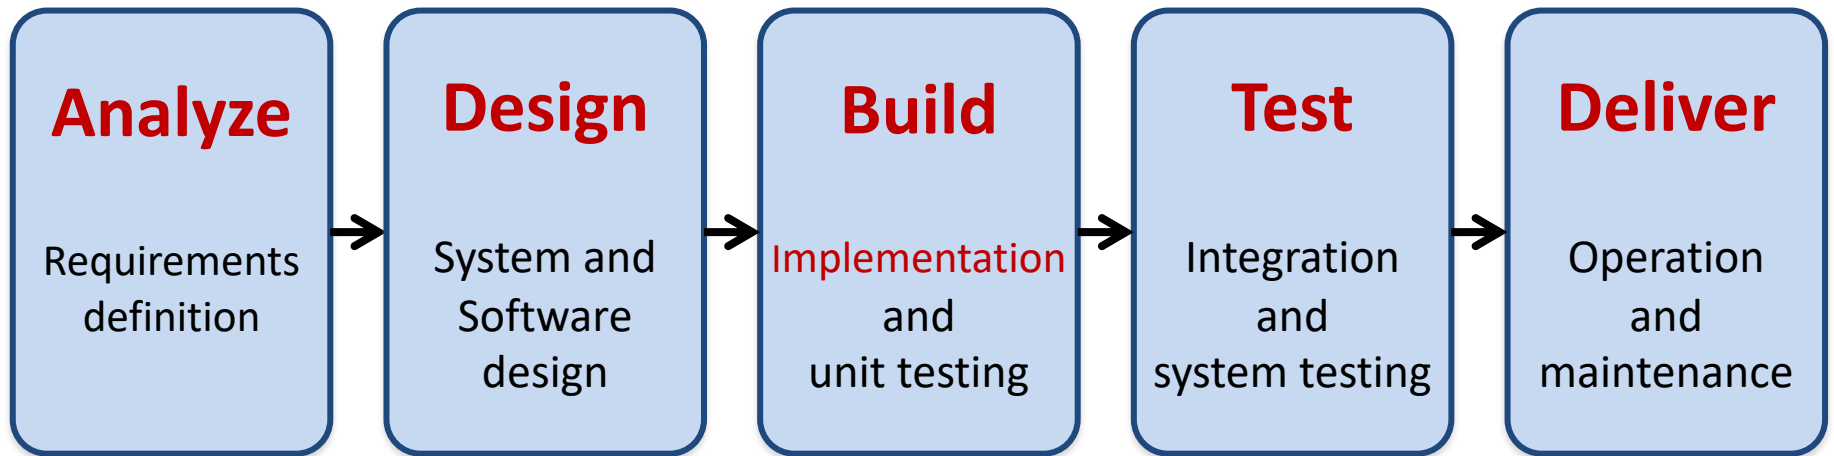 Analyze
Requirements
definition
Design
System and
Software
design
Build
Implementation
and
unit testing
Test
Integration
and
system testing
Deliver
Operation
and
maintenance